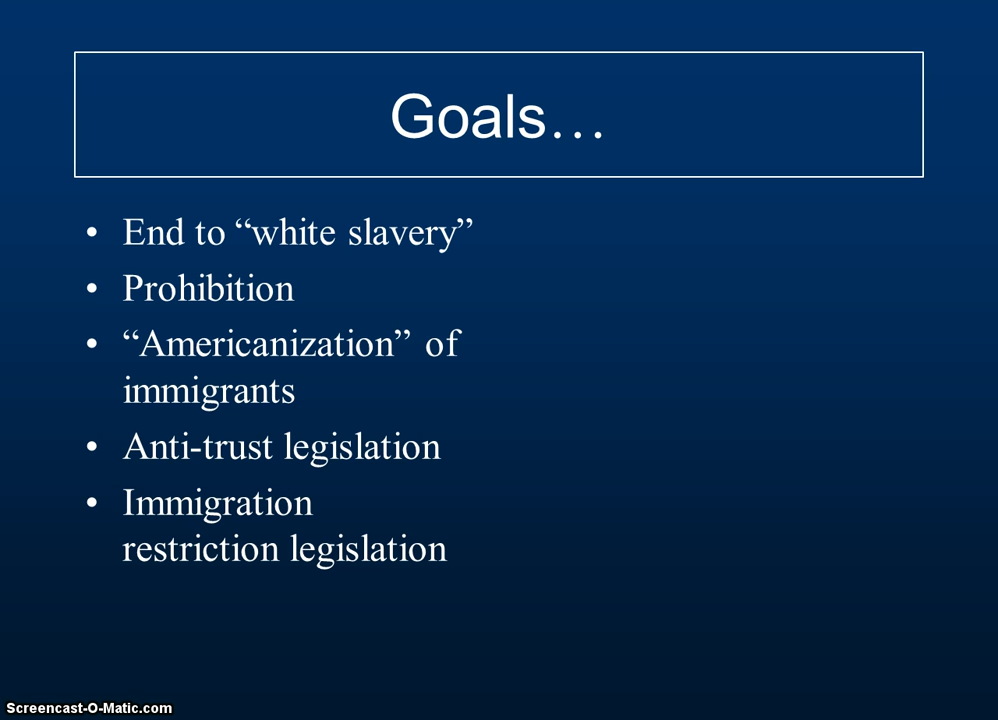 Goals…
• End to “white slavery”
• Prohibition
• “Americanization” of
immigrants
• Anti-trust legislation
• Immigration
restriction legislation
Screencast-O-Matic.com